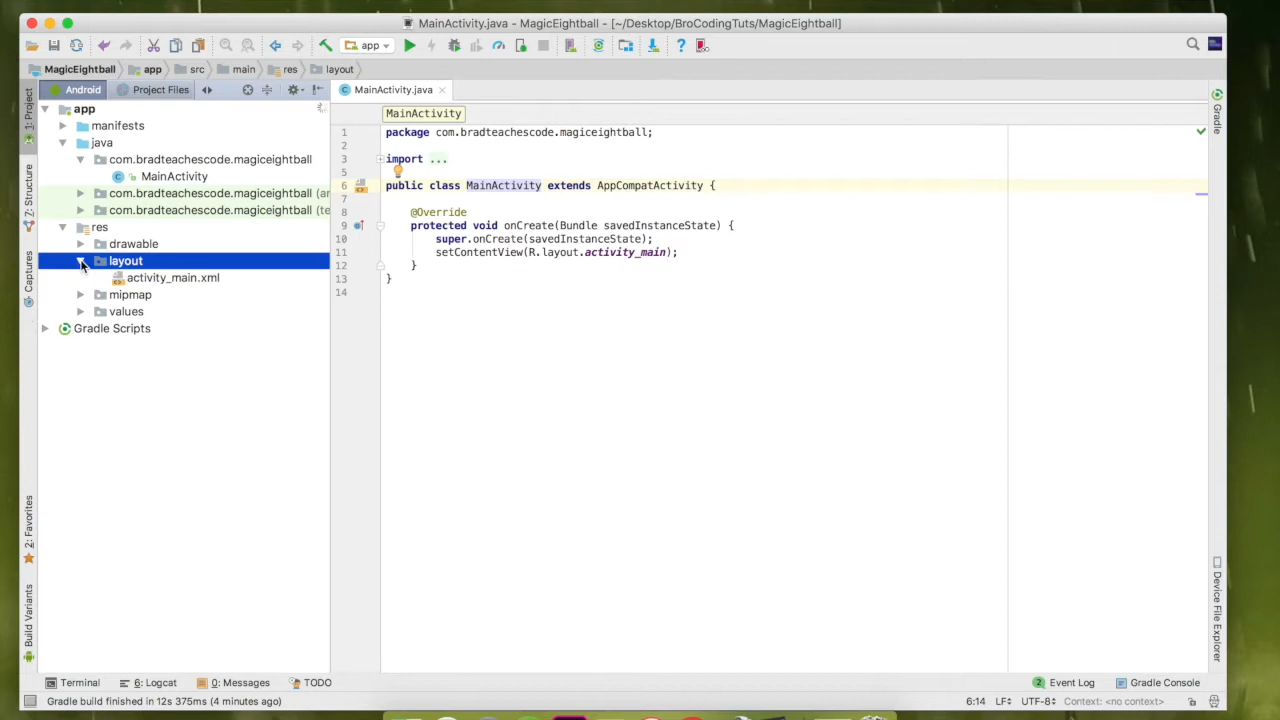 MainActivity.java - MagicEightball - [~/Desktop/BroCodingTuts/MagicEightball]
app
MagicEightball app src main res layout
Android Project Files
MainActivity.java
1: Project
7: Structure
Captures
2: Favorites
Build Variants
app
manifests
java
com.bradteachescode.magiceightball
MainActivity
com.bradteachescode.magiceightball (ar
com.bradteachescode.magiceightball (te
res
drawable
layout
activity_main.xml
mipmap
values
Gradle Scripts
MainActivity
1 package com.bradteachescode.magiceightball;
2
3 import ...
5
6 public class MainActivity extends AppCompatActivity {
7
8 @Override
9 protected void onCreate(Bundle savedInstanceState) {
10 super.onCreate(savedInstanceState);
11 setContentView(R.layout.activity_main);
12 }
13 }
14
Gradle
Device File Explorer
Terminal 6: Logcat 0: Messages TODO
2 Event Log Gradle Console
Gradle build finished in 12s 375ms (4 minutes ago)
6:14 LF÷ UTF-8÷ Context: <no context>